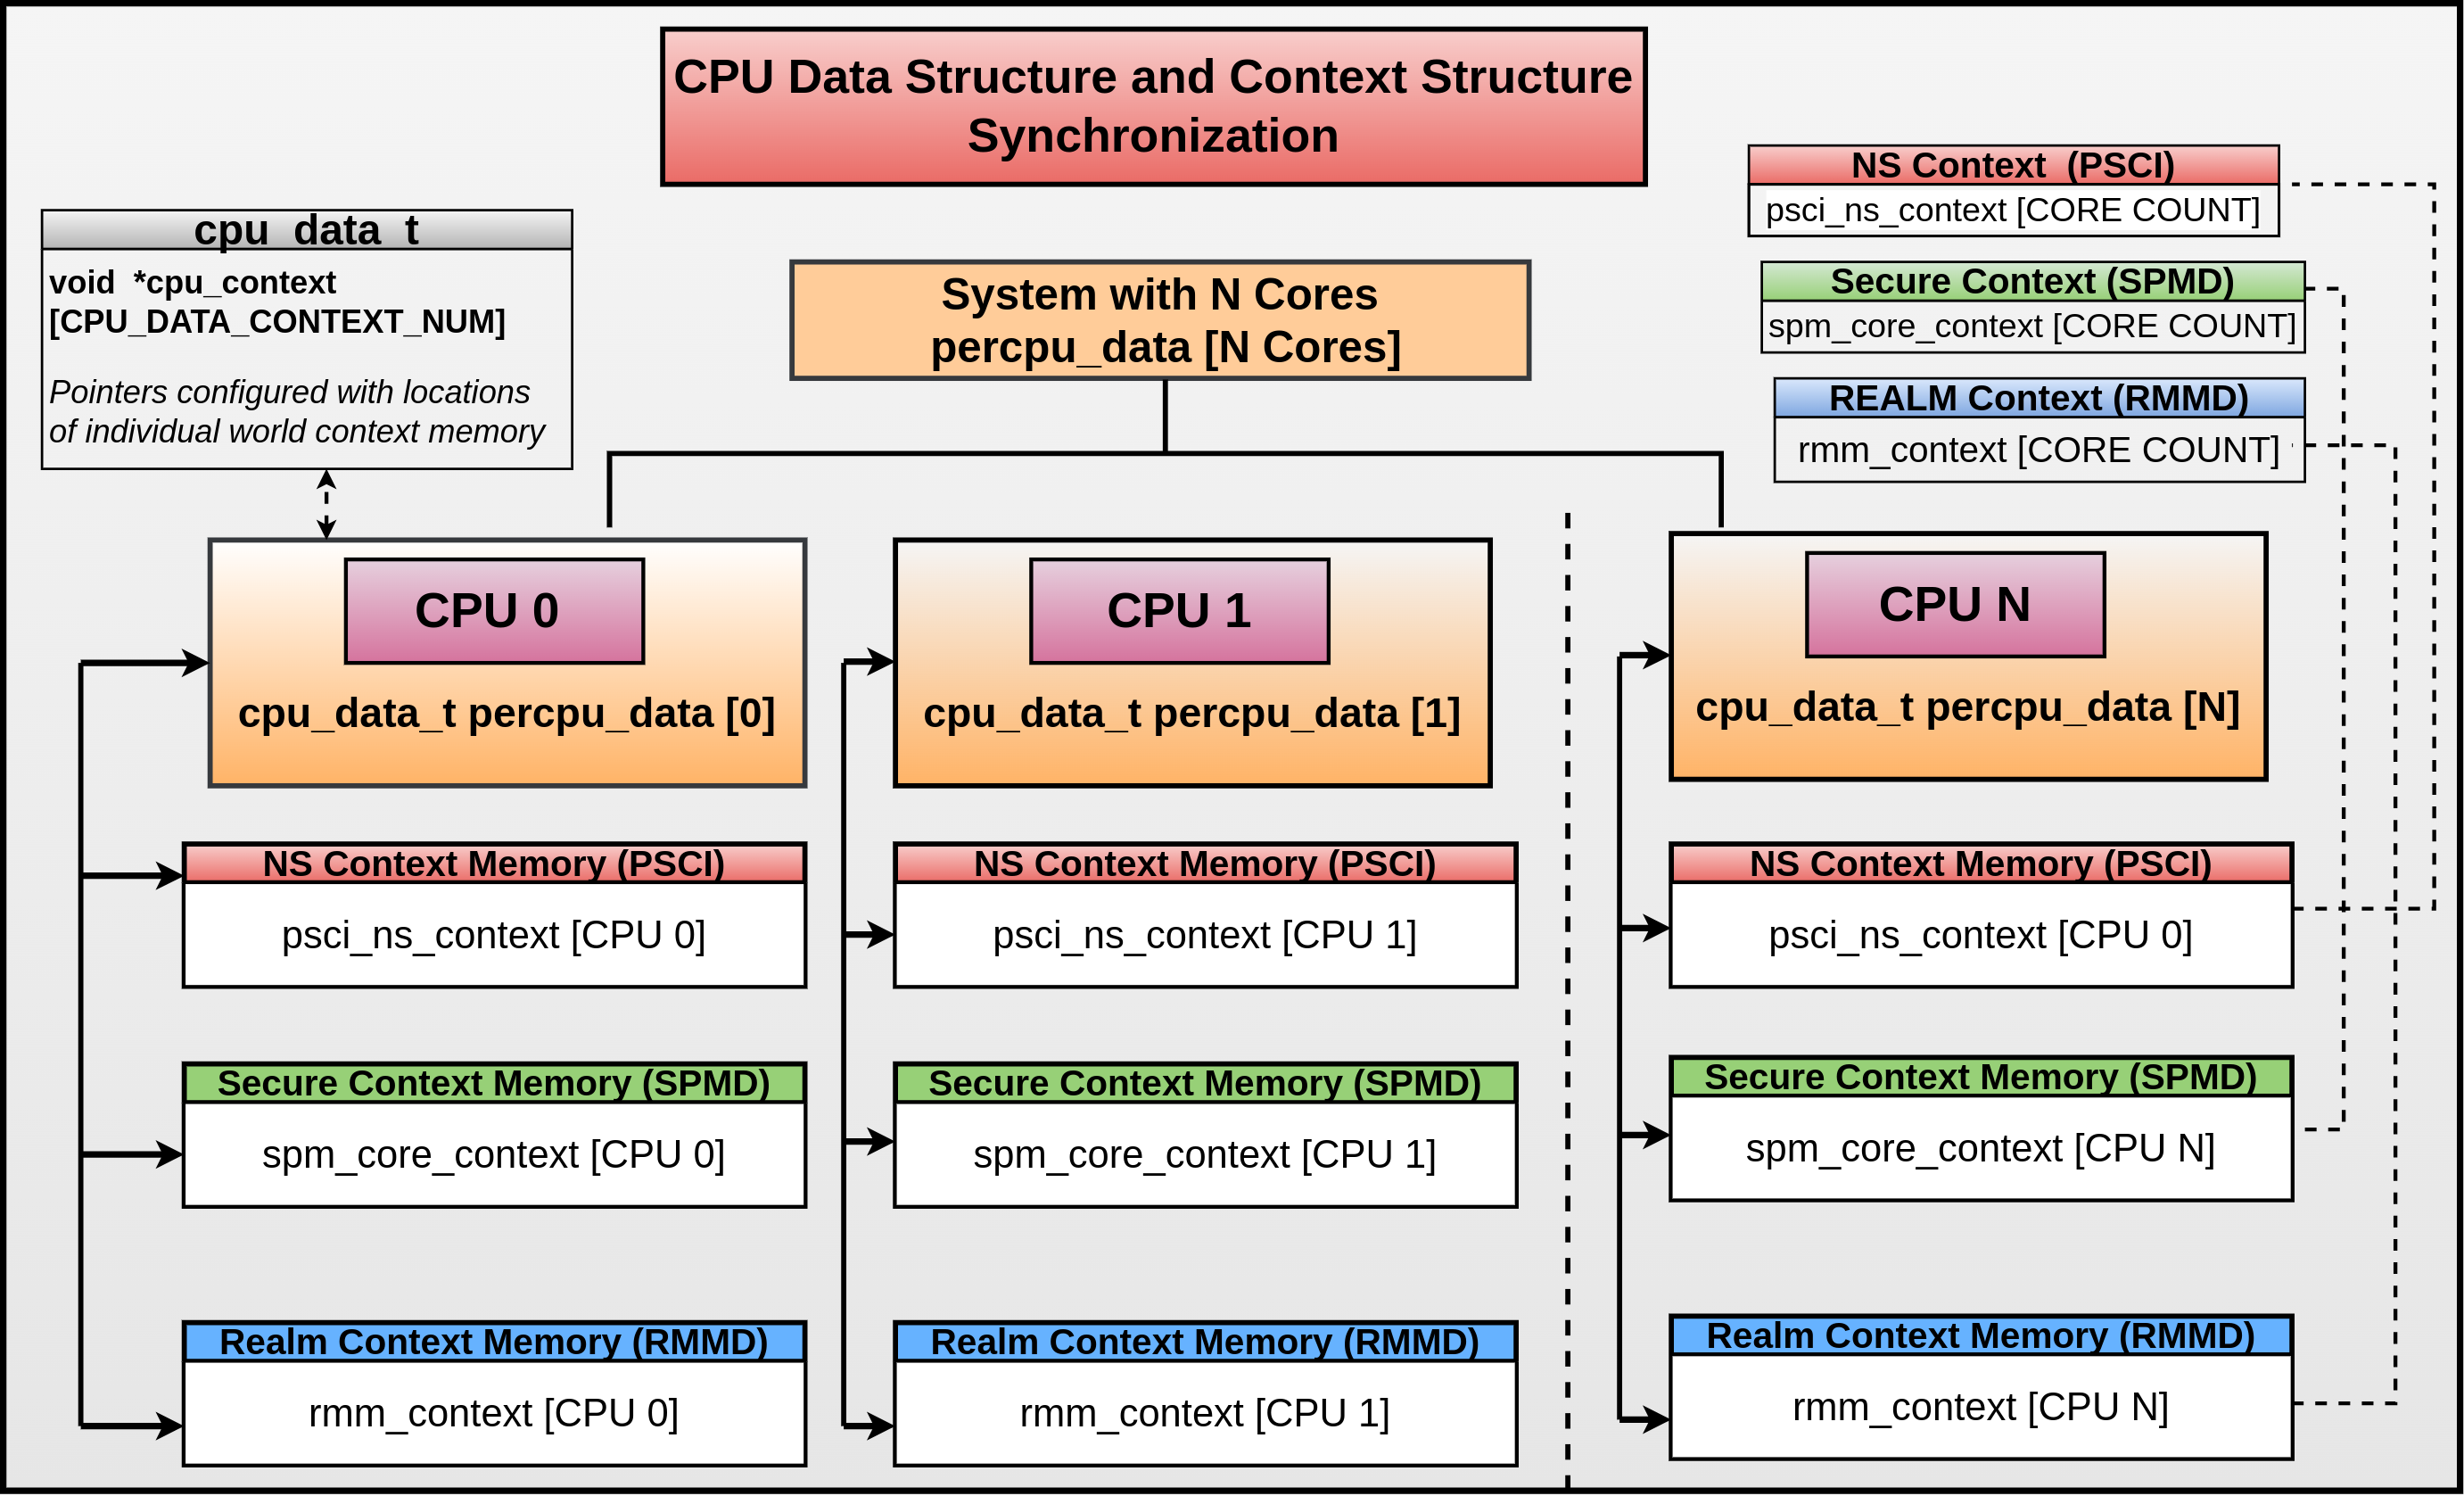 CPU Data Structure and Context Structure
Synchronization
NS Context  (PSCI)
psci_ns_context [CORE COUNT]
cpu_data_t
void  *cpu_context
[CPU_DATA_CONTEXT_NUM]
Pointers configured with locations
of individual world context memory
System with N Cores
percpu_data [N Cores]
Secure Context (SPMD)
spm_core_context [CORE COUNT]
REALM Context (RMMD)
rmm_context [CORE COUNT]
CPU 0
cpu_data_t percpu_data [0]
CPU 1
cpu_data_t percpu_data [1]
CPU N
cpu_data_t percpu_data [N]
NS Context Memory (PSCI)
psci_ns_context [CPU 0]
NS Context Memory (PSCI)
psci_ns_context [CPU 1]
NS Context Memory (PSCI)
psci_ns_context [CPU 0]
Secure Context Memory (SPMD)
spm_core_context [CPU 0]
Secure Context Memory (SPMD)
spm_core_context [CPU 1]
Secure Context Memory (SPMD)
spm_core_context [CPU N]
Realm Context Memory (RMMD)
rmm_context [CPU 0]
Realm Context Memory (RMMD)
rmm_context [CPU 1]
Realm Context Memory (RMMD)
rmm_context [CPU N]